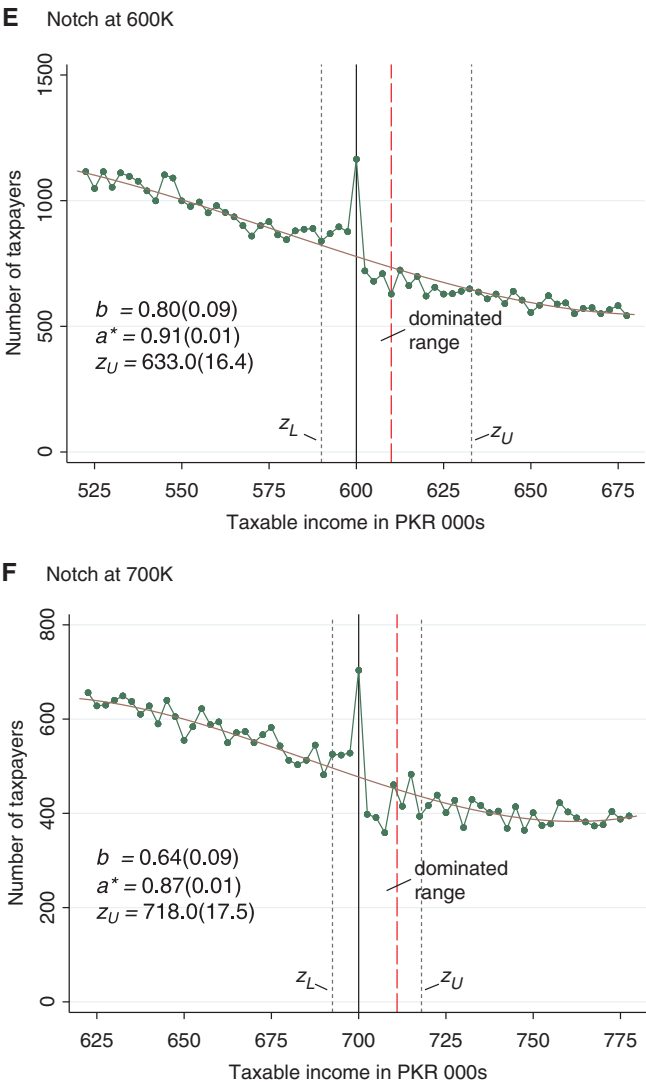 E Notch at 600K
1500
1000
500
0
Number of taxpayers
b = 0.80(0.09)
a* = 0.91(0.01)
zU = 633.0(16.4)
dominated
range
zL
zU
525 550 575 600 625 650 675
Taxable income in PKR 000s
F Notch at 700K
800
600
400
200
0
Number of taxpayers
b = 0.64(0.09)
a* = 0.87(0.01)
zU = 718.0(17.5)
dominated
range
zL
zU
625 650 675 700 725 750 775
Taxable income in PKR 000s